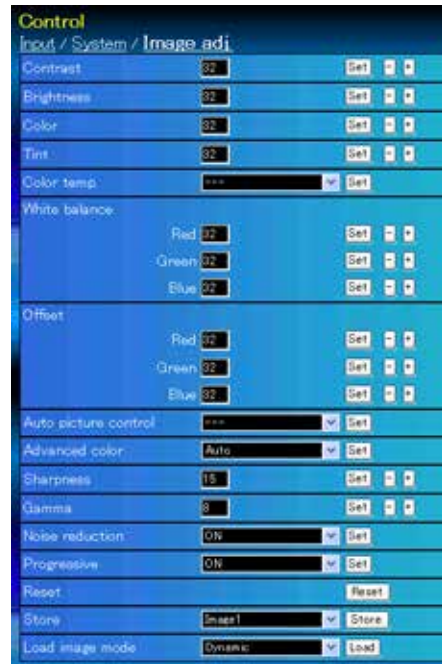 Control
Input / System / Image adj.
Contrast 32 Set - +
Brightness 32 Set - +
Color 32 Set - +
Tint 32 Set - +
Color temp. --- Set
White balance
Red 32 Set - +
Green 32 Set - +
Blue 32 Set - +
Offset
Red 32 Set - +
Green 32 Set - +
Blue 32 Set - +
Auto picture control --- Set
Advanced color Auto Set
Sharpness 15 Set - +
Gamma 8 Set - +
Noise reduction ON Set
Progressive ON Set
Reset Reset
Store Image1 Store
Load image mode Dynamic Load